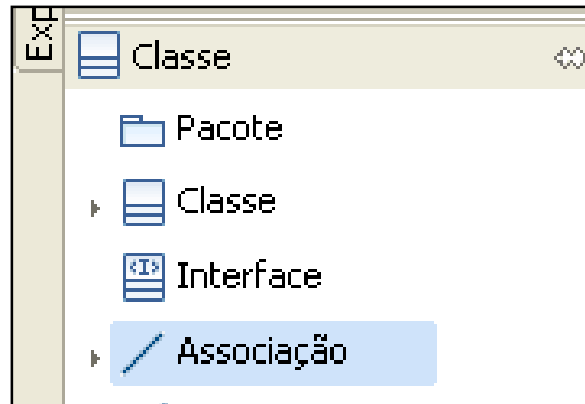 Exp
Classe
Pacote
Classe
Interface
Associação